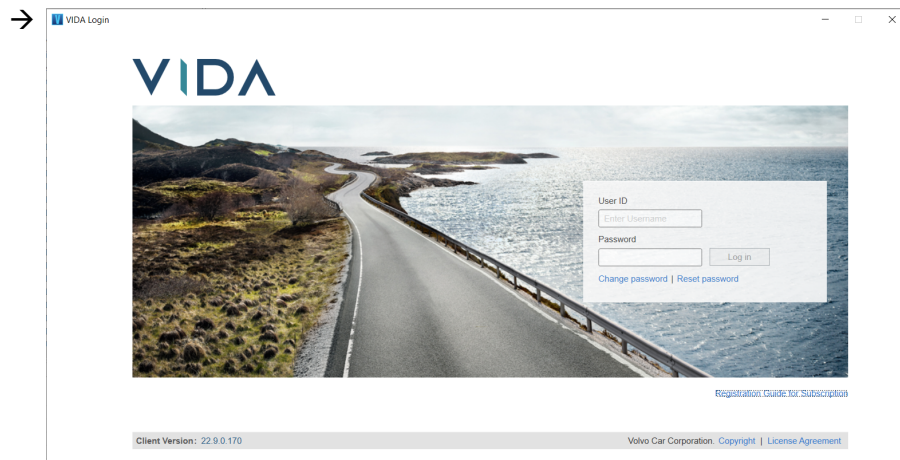 VIDA Login
VIDA
User ID
Enter Username
Password
Log in
Change password | Reset password
Registration Guide for Subscription
Client Version: 22.9.0.170
Volvo Car Corporation. Copyright | License Agreement